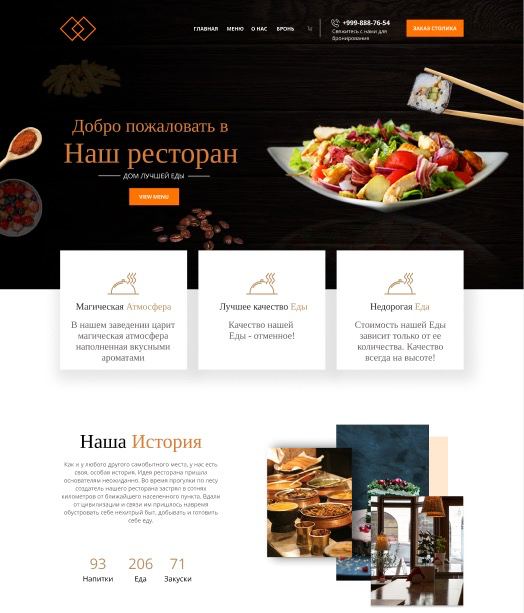 ГЛАВНАЯ МЕНЮ О НАС БРОНЬ
+999-888-76-54
Свяжитесь с нами для
бронирования
ЗАКАЗ СТОЛИКА
Добро пожаловать в
Наш ресторан
ДОМ ЛУЧШЕЙ ЕДЫ
VIEW MENU
Магическая Атмосфера
В нашем заведении царит
магическая атмосфера
наполненная вкусными
ароматами
Лучшее качество Еды
Качество нашей
Еды - отменное!
Недорогая Еда
Стоимость нашей Еды
зависит только от ее
количества. Качество
всегда на высоте!
Наша История
Как и у любого другого самобытного места, у нас есть
своя, особая история. Идея ресторана пришла
основателям неожиданно. Во время прогулки по лесу
создатель нашего ресторана застрял в сотнях
километров от ближайшего населенного пункта. Вдали
от цивилизации и связи им пришлось наврмея
обустровать себе нехитрый быт, добывать и готовить
себе еду.
93 206 71
Напитки Еда Закуски